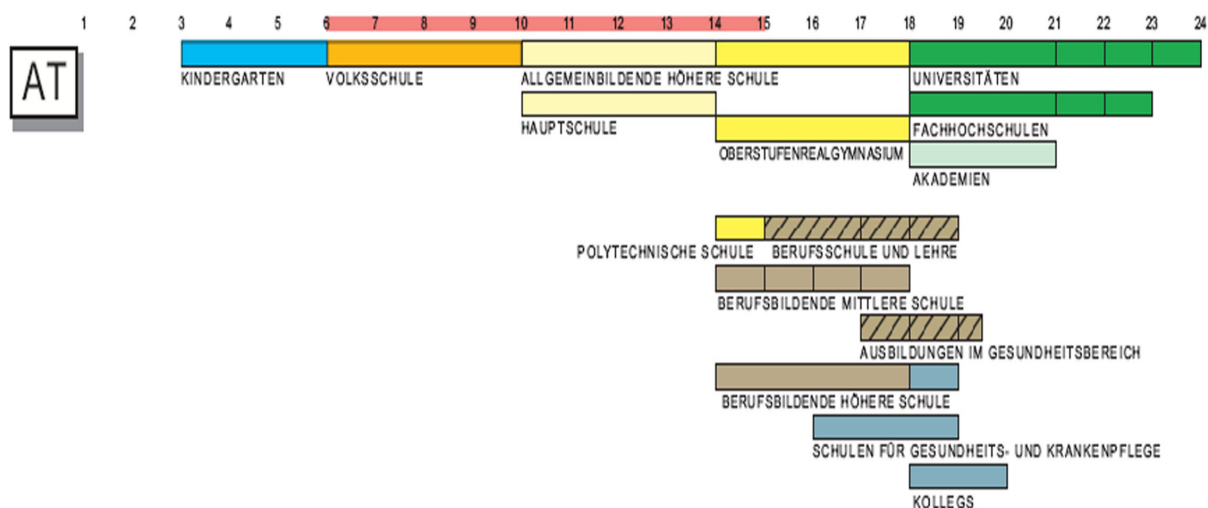 1 2 3 4 5 6 7 8 9 10 11 12 13 14 15 16 17 18 19 20 21 22 23 24
AT
KINDERGARTEN VOLKSSCHULE ALLGEMEINBILDENDE HÖHERE SCHULE UNIVERSITÄTEN
HAUPTSCHULE FACHHOCHSCHULEN
OBERSTUFENREALGYMNASIUM
AKADEMIEN
POLYTECHNISCHE SCHULE BERUFSSCHULE UND LEHRE
BERUFSBILDENDE MITTLERE SCHULE
AUSBILDUNGEN IM GESUNDHEITSBEREICH
BERUFSBILDENDE HÖHERE SCHULE
SCHULEN FÜR GESUNDHEITS- UND KRANKENPFLEGE
KOLLEGS